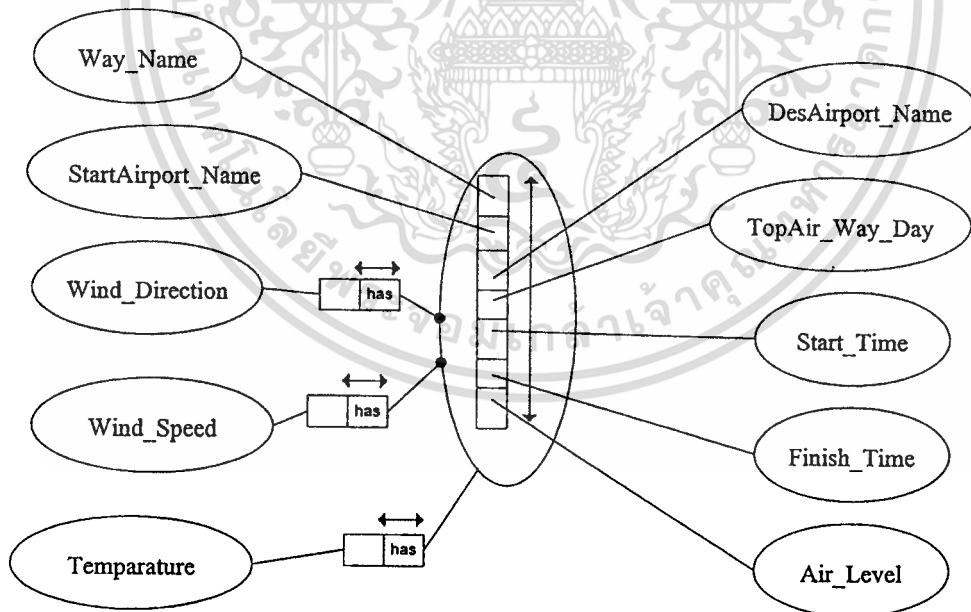 Way_Name
DesAirport_Name
StartAirport_Name
TopAir_Way_Day
Wind_Direction
has
Start_Time
Wind_Speed
has
Finish_Time
Temparature
has
Air_Level